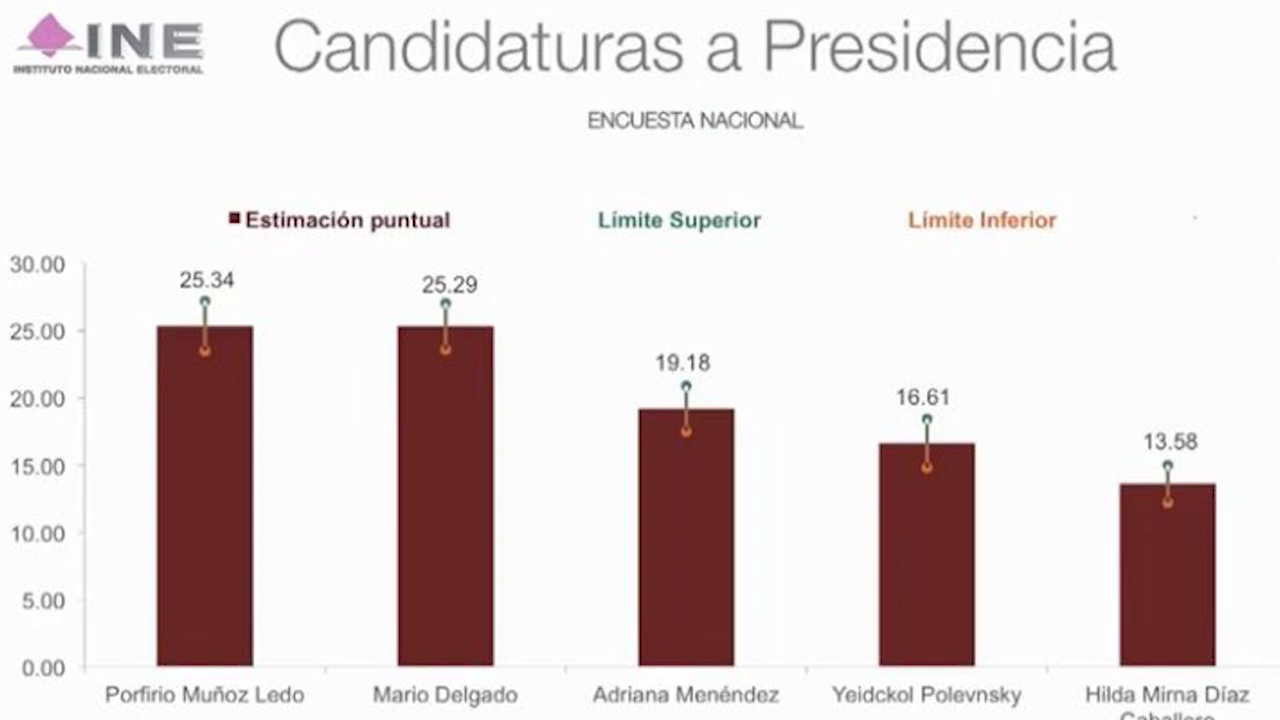 INE
INSTITUTO NACIONAL ELECTORAL
Candidaturas a Presidencia
ENCUESTA NACIONAL
Estimación puntual
Límite Superior
Límite Inferior
30.00
25.00
20.00
15.00
10.00
5.00
0.00
25.34
25.29
19.18
16.61
13.58
Porfirio Muñoz Ledo
Mario Delgado
Adriana Menéndez
Yeidckol Polevnsky
Hilda Mirna Díaz
Caballero